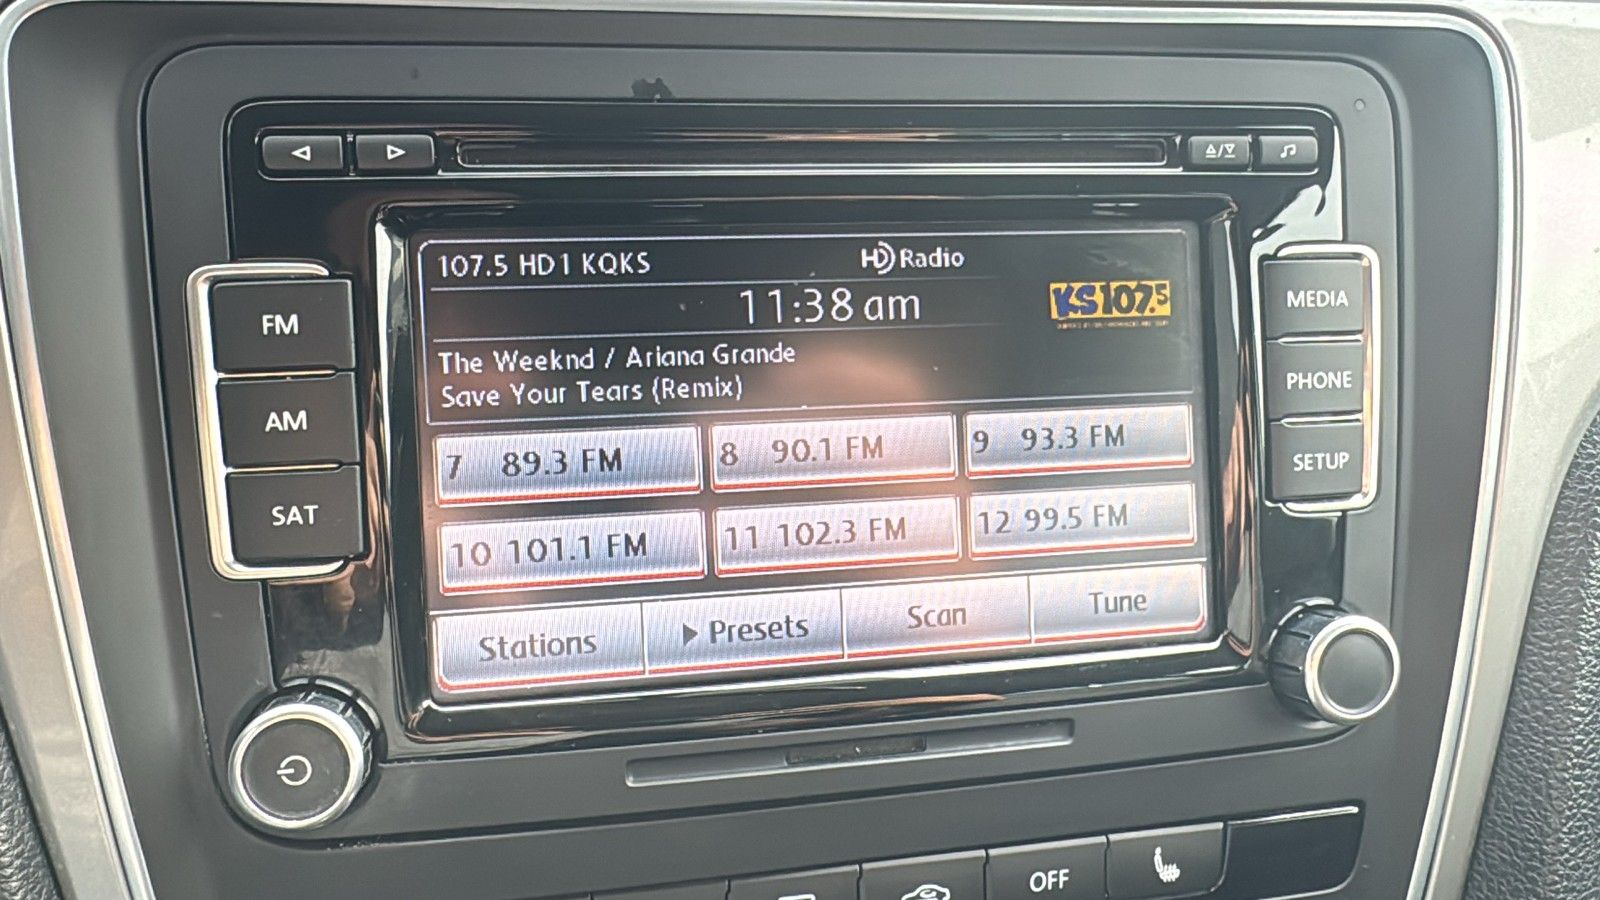 107.5 HD1 KQKS
HD Radio
11:38 am
KS107.5
The Weeknd / Ariana Grande
Save Your Tears (Remix)
7 89.3 FM
8 90.1 FM
9 93.3 FM
10 101.1 FM
11 102.3 FM
12 99.5 FM
Stations
Presets
Scan
Tune
FM
AM
SAT
MEDIA
PHONE
SETUP
OFF